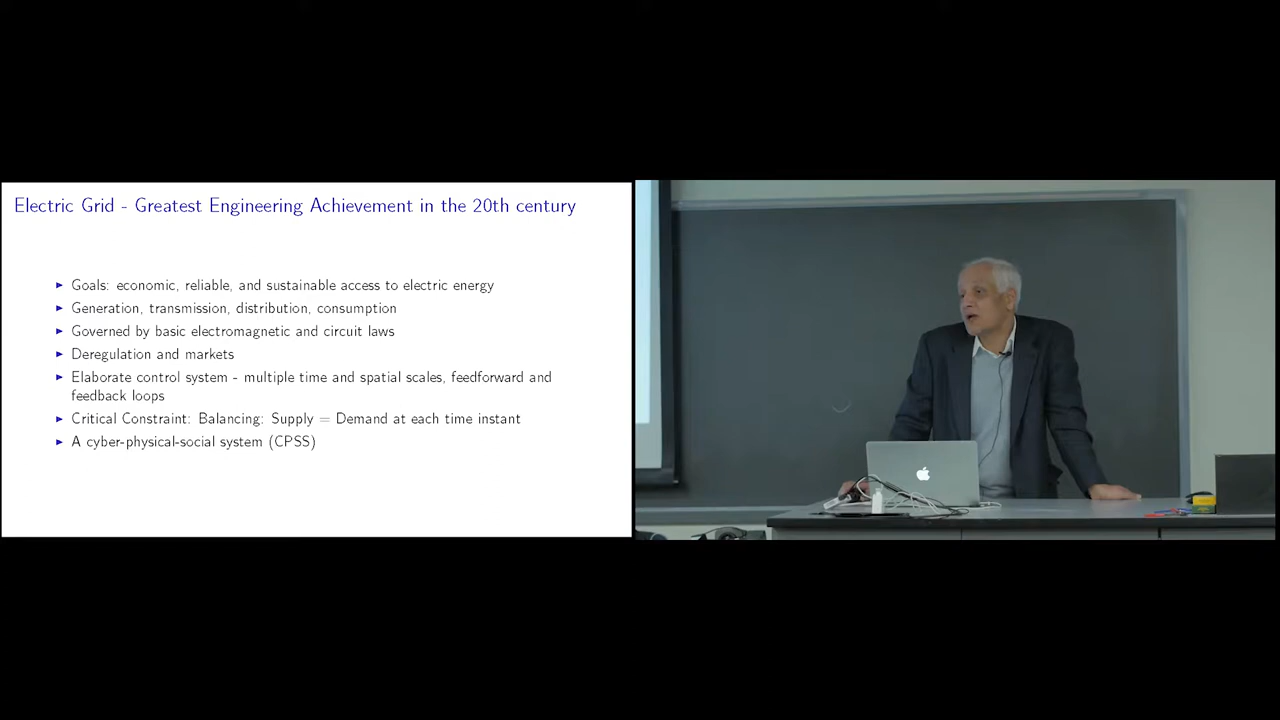 Electric Grid - Greatest Engineering Achievement in the 20th century
► Goals: economic, reliable, and sustainable access to electric energy
► Generation, transmission, distribution, consumption
► Governed by basic electromagnetic and circuit laws
► Deregulation and markets
► Elaborate control system - multiple time and spatial scales, feedforward and
feedback loops
► Critical Constraint: Balancing: Supply = Demand at each time instant
► A cyber-physical-social system (CPSS)